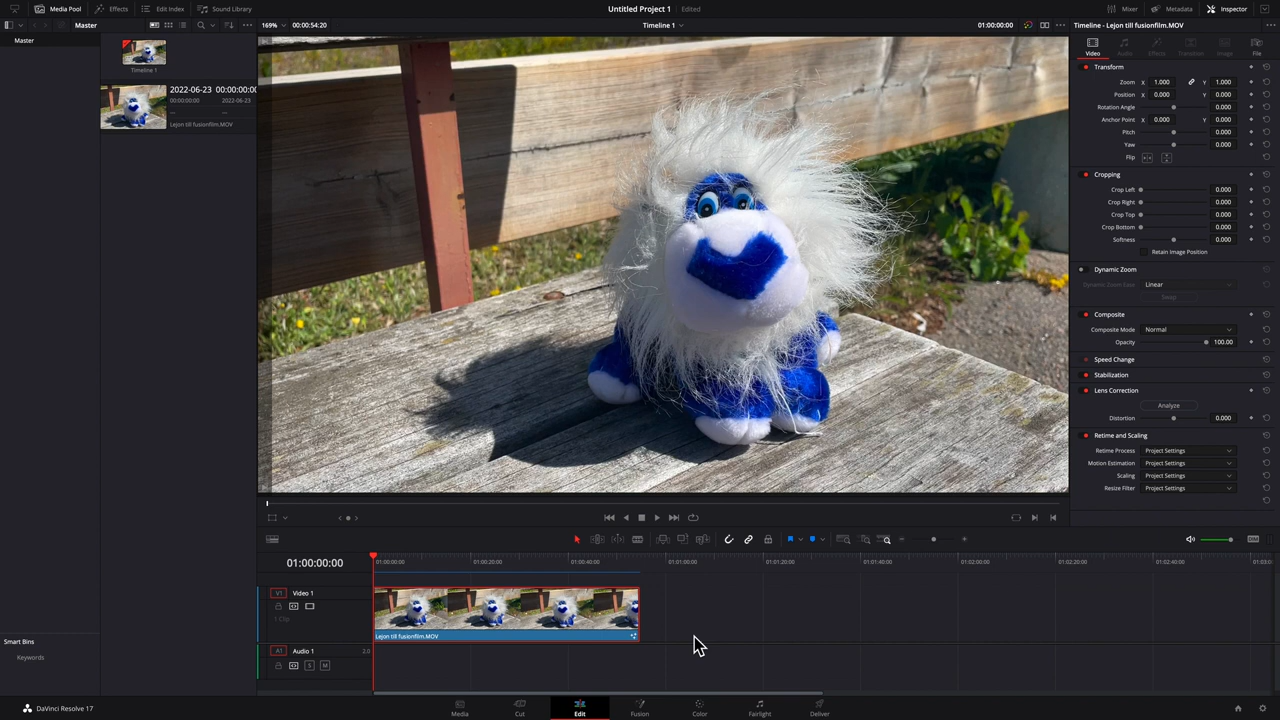 Media Pool
Effects
Edit Index
Sound Library
Untitled Project 1
Edited
Mixer
Metadata
Inspector
Master
169%
00:00:54:20
Timeline 1
01:00:00:00
Timeline - Lejon till fusionfilm.MOV
Master
Timeline 1
2022-06-23 00:00:00:00
00:00:00:00 2022-06-23
Lejon till fusionfilm.MOV
Video
Audio
Effects
Transition
Image
File
Transform
Zoom X 1.000 Y 1.000
Position X 0.000 Y 0.000
Rotation Angle 0.000
Anchor Point X 0.000 Y 0.000
Pitch 0.000
Yaw 0.000
Flip
Cropping
Crop Left 0.000
Crop Right 0.000
Crop Top 0.000
Crop Bottom 0.000
Softness 0.000
Retain Image Position
Dynamic Zoom
Dynamic Zoom Ease Linear
Swap
Composite
Composite Mode Normal
Opacity 100.00
Speed Change
Stabilization
Lens Correction
Analyze
Distortion 0.000
Retime and Scaling
Retime Process Project Settings
Motion Estimation Project Settings
Scaling Project Settings
Resize Filter Project Settings
01:00:00:00
01:00:00:00
01:00:20:00
01:00:40:00
01:01:00:00
01:01:20:00
01:01:40:00
01:02:00:00
01:02:20:00
01:02:40:00
01:03:0
V1 Video 1
1 Clip
Lejon till fusionfilm.MOV
A1 Audio 1 2.0
S M
Smart Bins
Keywords
DaVinci Resolve 17
Media
Cut
Edit
Fusion
Color
Fairlight
Deliver